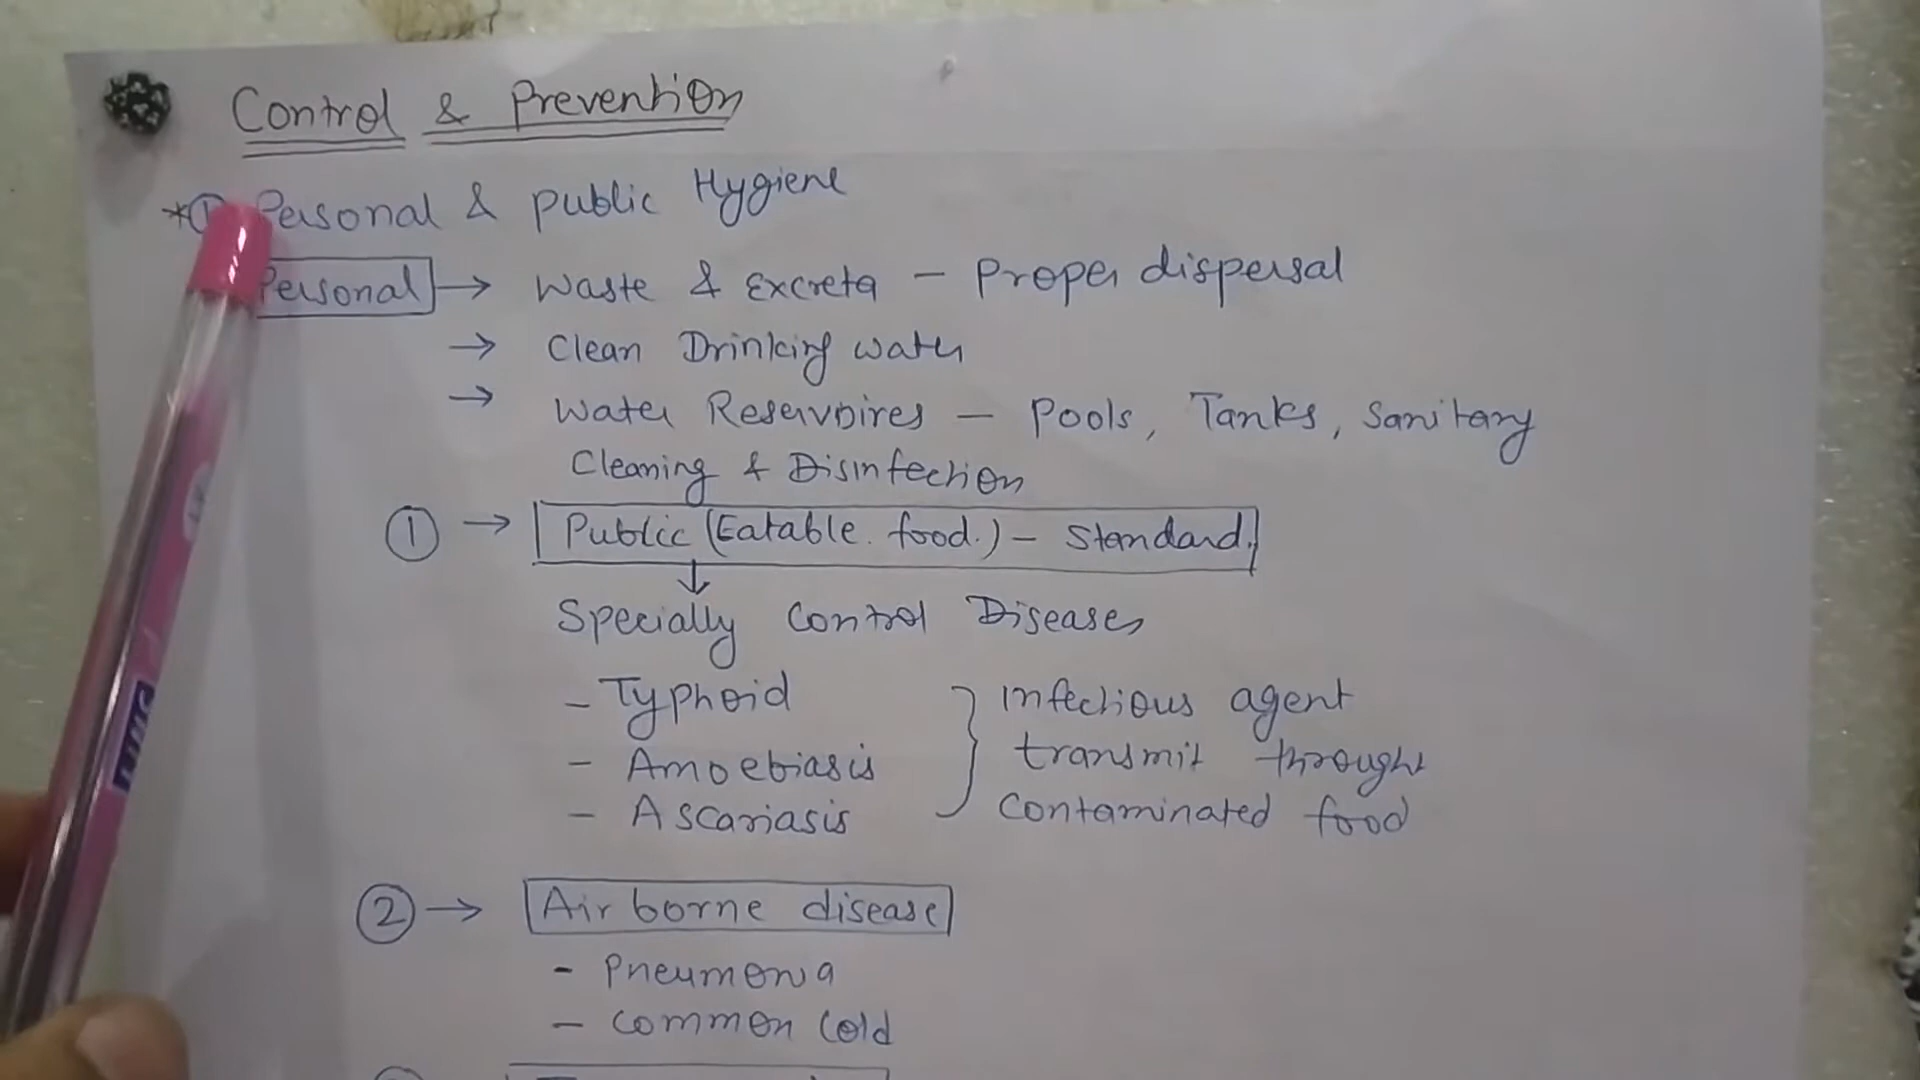 Control & Prevention
*① Personal & public Hygiene
Personal → Waste & Excreta - Proper dispersal
→ Clean Drinking water
→ Water Reservoires - Pools, Tanks, Sanitary
Cleaning & Disinfection
① → Public (Eatable. food.) - Standard.
↓
Specially Control Diseases
- Typhoid
- Amoebiasis
- Ascariasis
} Infectious agent
transmit throught
Contaminated food
② → Air borne disease
- Pneumonia
- Common Cold